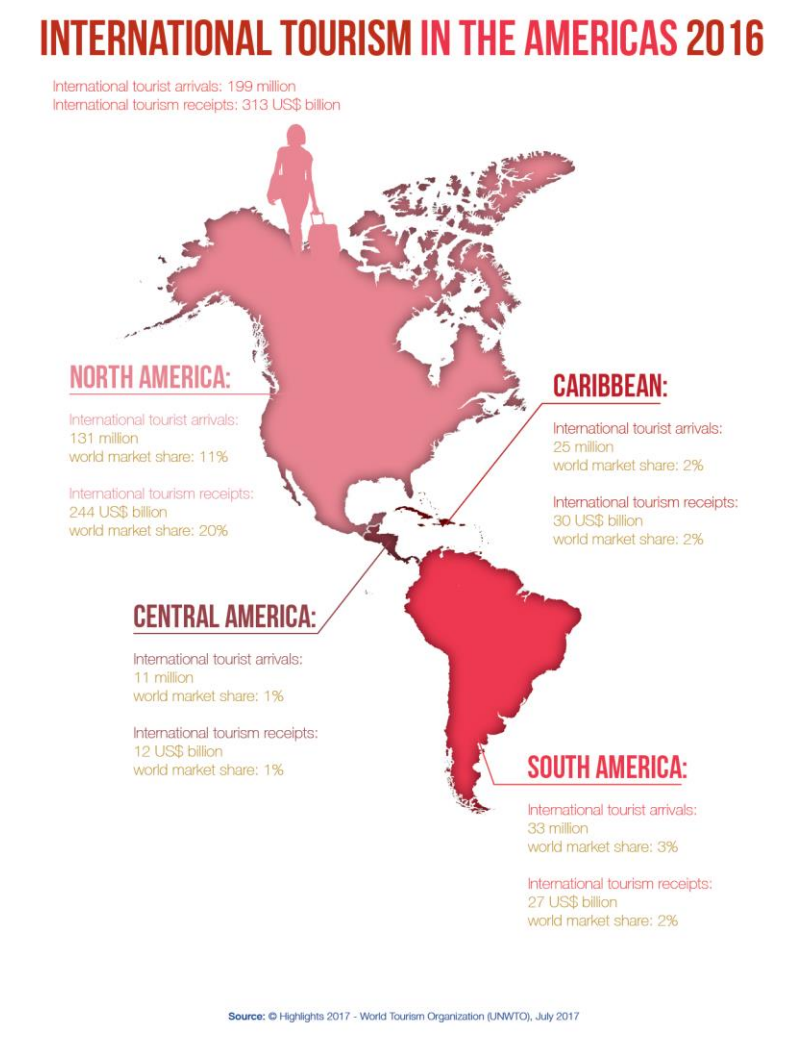 INTERNATIONAL TOURISM IN THE AMERICAS 2016
International tourist arrivals: 199 million
International tourism receipts: 313 US$ billion
NORTH AMERICA:
International tourist arrivals:
131 million
world market share: 11%
International tourism receipts:
244 US$ billion
world market share: 20%
CARIBBEAN:
International tourist arrivals:
25 million
world market share: 2%
International tourism receipts:
30 US$ billion
world market share: 2%
CENTRAL AMERICA:
International tourist arrivals:
11 million
world market share: 1%
International tourism receipts:
12 US$ billion
world market share: 1%
SOUTH AMERICA:
International tourist arrivals:
33 million
world market share: 3%
International tourism receipts:
27 US$ billion
world market share: 2%
Source: © Highlights 2017 - World Tourism Organization (UNWTO), July 2017